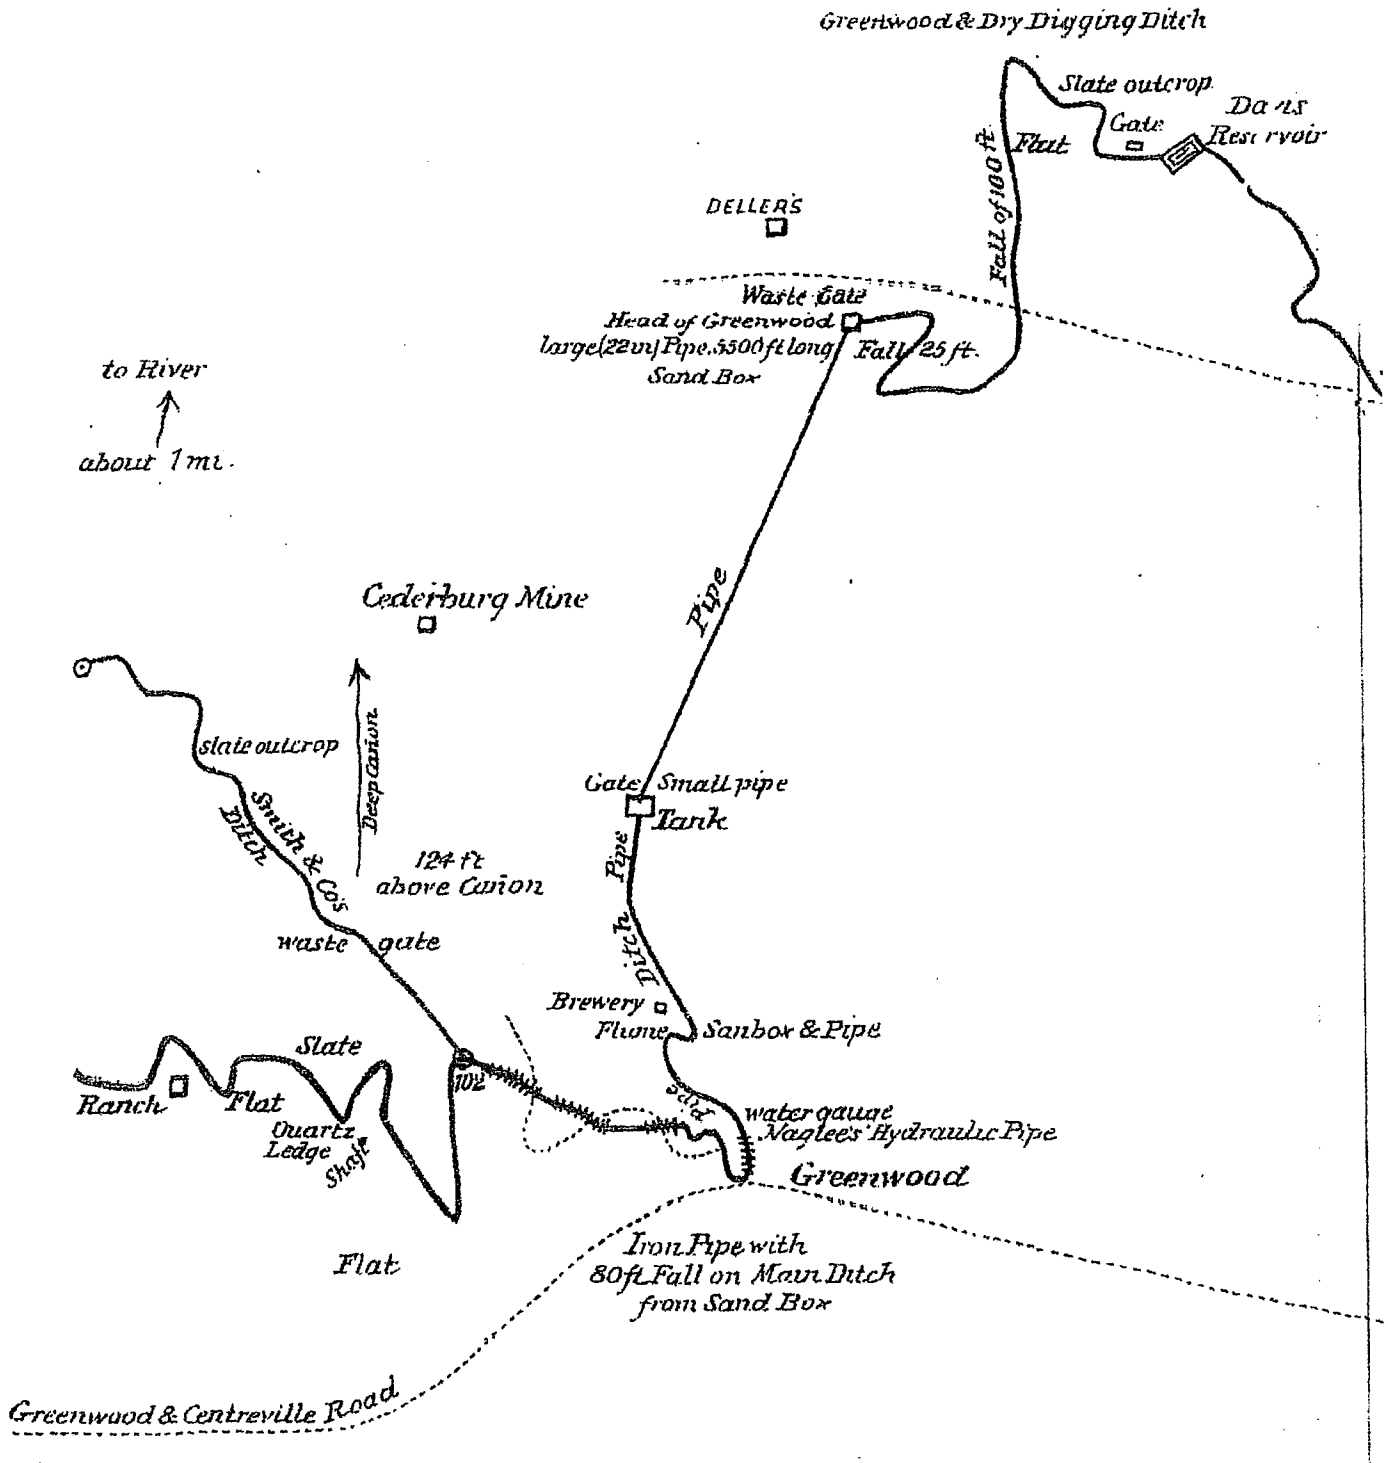 Greenwood & Dry Digging Ditch
Slate outcrop
Gate
Reservoir
Flat
Fall of 100 ft.
DELLER'S
Waste Gate
Head of Greenwood
large (22 in) Pipe. 5500 ft long
Sand Box
Fall 25 ft.
to River
about 1 mi.
Pipe
Cederburg Mine
slate outcrop
Deep Cañon
Smith & Co's
Ditch
124 ft
above Cañon
waste gate
Gate Small pipe
Tank
Pipe
Ditch
Brewery
Flume
Sanbox & Pipe
Pipe
water gauge
Naglee's Hydraulic Pipe
Greenwood
102
Slate
Ranch
Flat
Quartz
Ledge
Shaft
Flat
Iron Pipe with
80 ft. Fall on Main Ditch
from Sand Box
Greenwood & Centreville Road